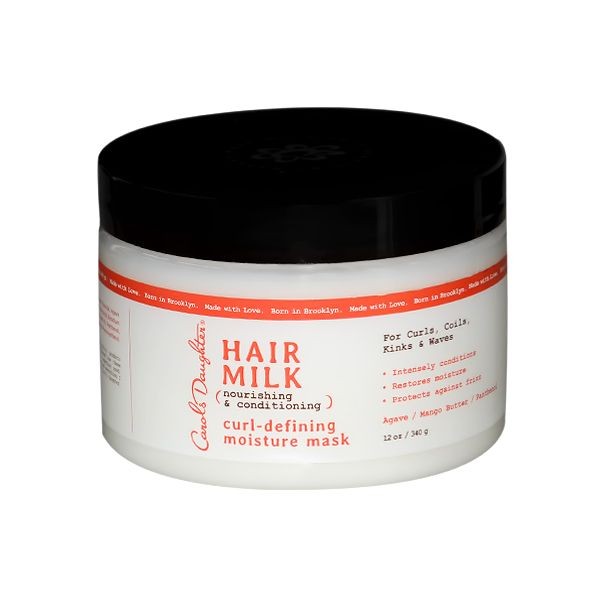 Made with Love. Born in Brooklyn. Made with Love. Born in Brooklyn. Made with Love. Born in Brooklyn. Made with Love.
Carol's Daughter®
HAIR
MILK
(nourishing
& conditioning)
curl-defining
moisture mask
For Curls, Coils,
Kinks & Waves
• Intensely conditions
• Restores moisture
• Protects against frizz
Agave / Mango Butter / Panthenol
12 oz / 340 g